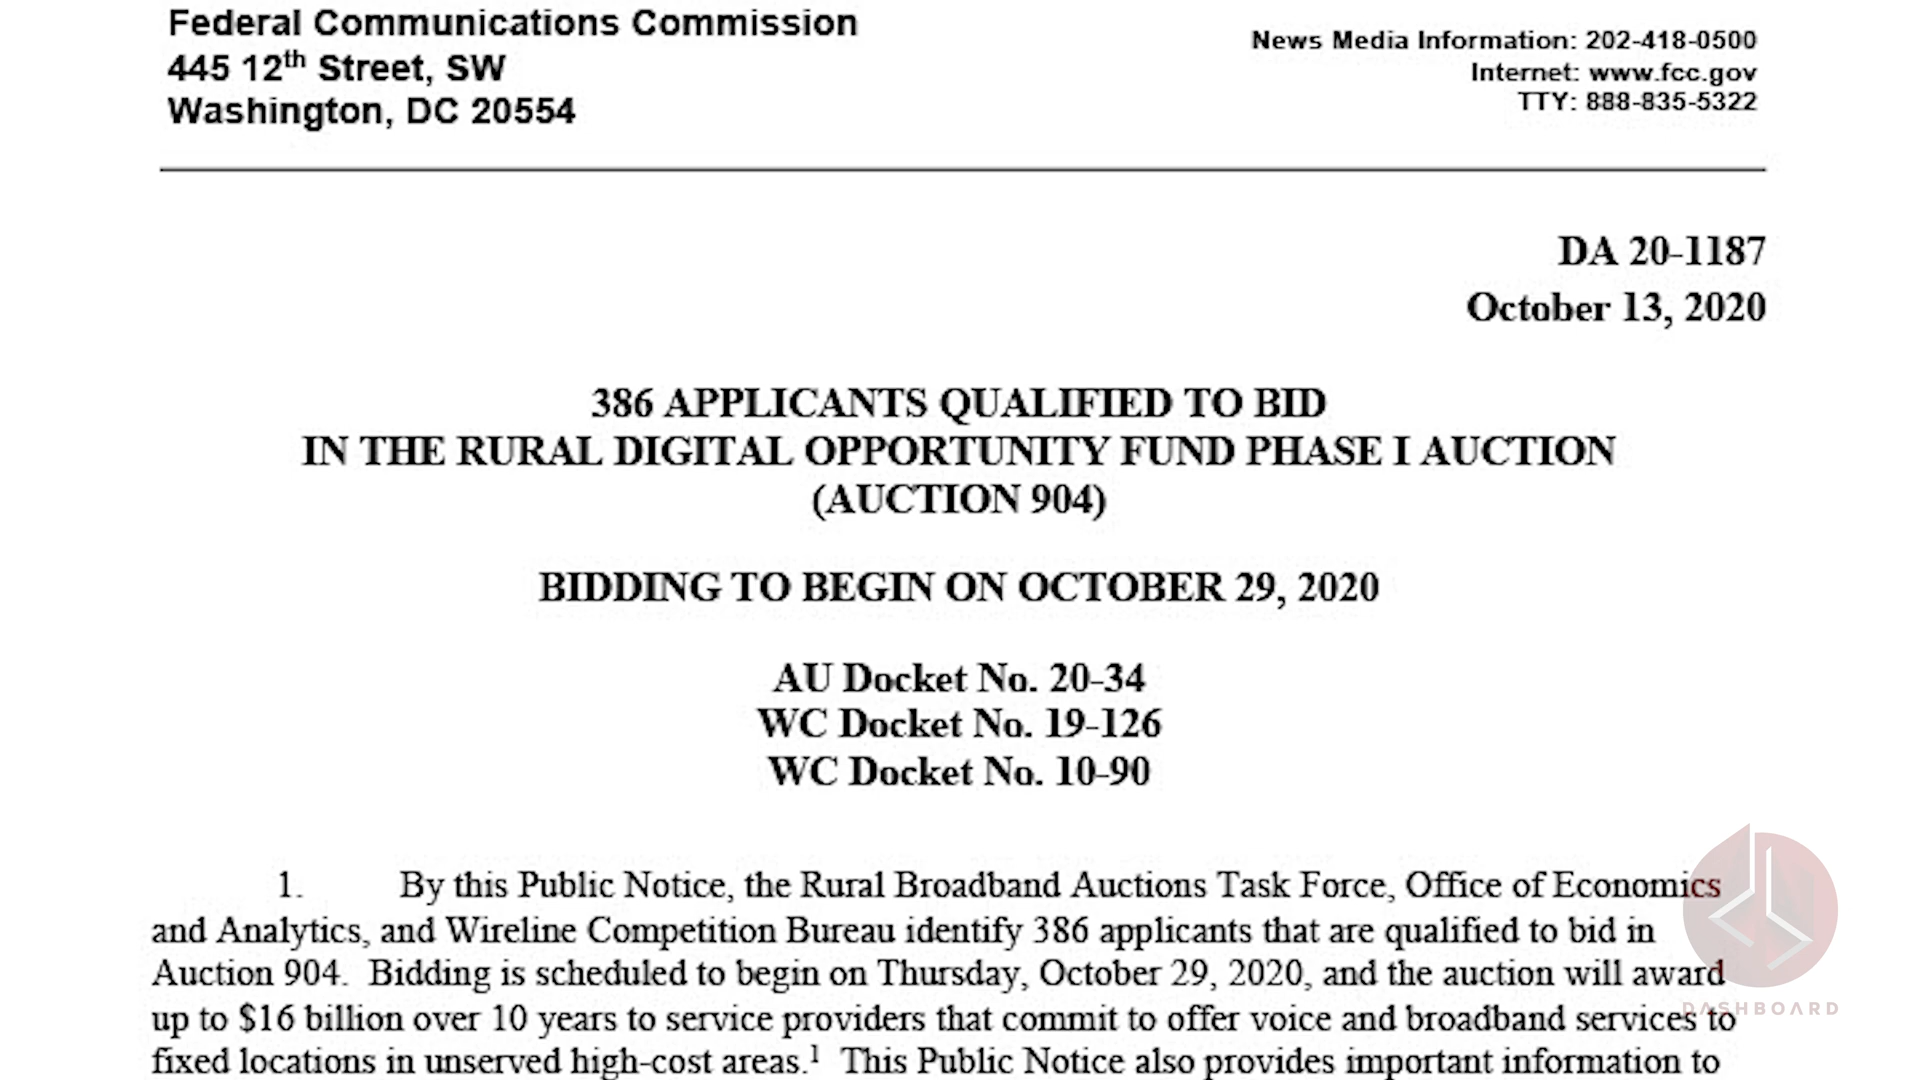 Federal Communications Commission
445 12th Street, SW
Washington, DC 20554
News Media Information: 202-418-0500
Internet: www.fcc.gov
TTY: 888-835-5322
DA 20-1187
October 13, 2020
386 APPLICANTS QUALIFIED TO BID
IN THE RURAL DIGITAL OPPORTUNITY FUND PHASE I AUCTION
(AUCTION 904)
BIDDING TO BEGIN ON OCTOBER 29, 2020
AU Docket No. 20-34
WC Docket No. 19-126
WC Docket No. 10-90
1. By this Public Notice, the Rural Broadband Auctions Task Force, Office of Economics
and Analytics, and Wireline Competition Bureau identify 386 applicants that are qualified to bid in
Auction 904. Bidding is scheduled to begin on Thursday, October 29, 2020, and the auction will award
up to $16 billion over 10 years to service providers that commit to offer voice and broadband services to
fixed locations in unserved high-cost areas.1 This Public Notice also provides important information to
DASHBOARD